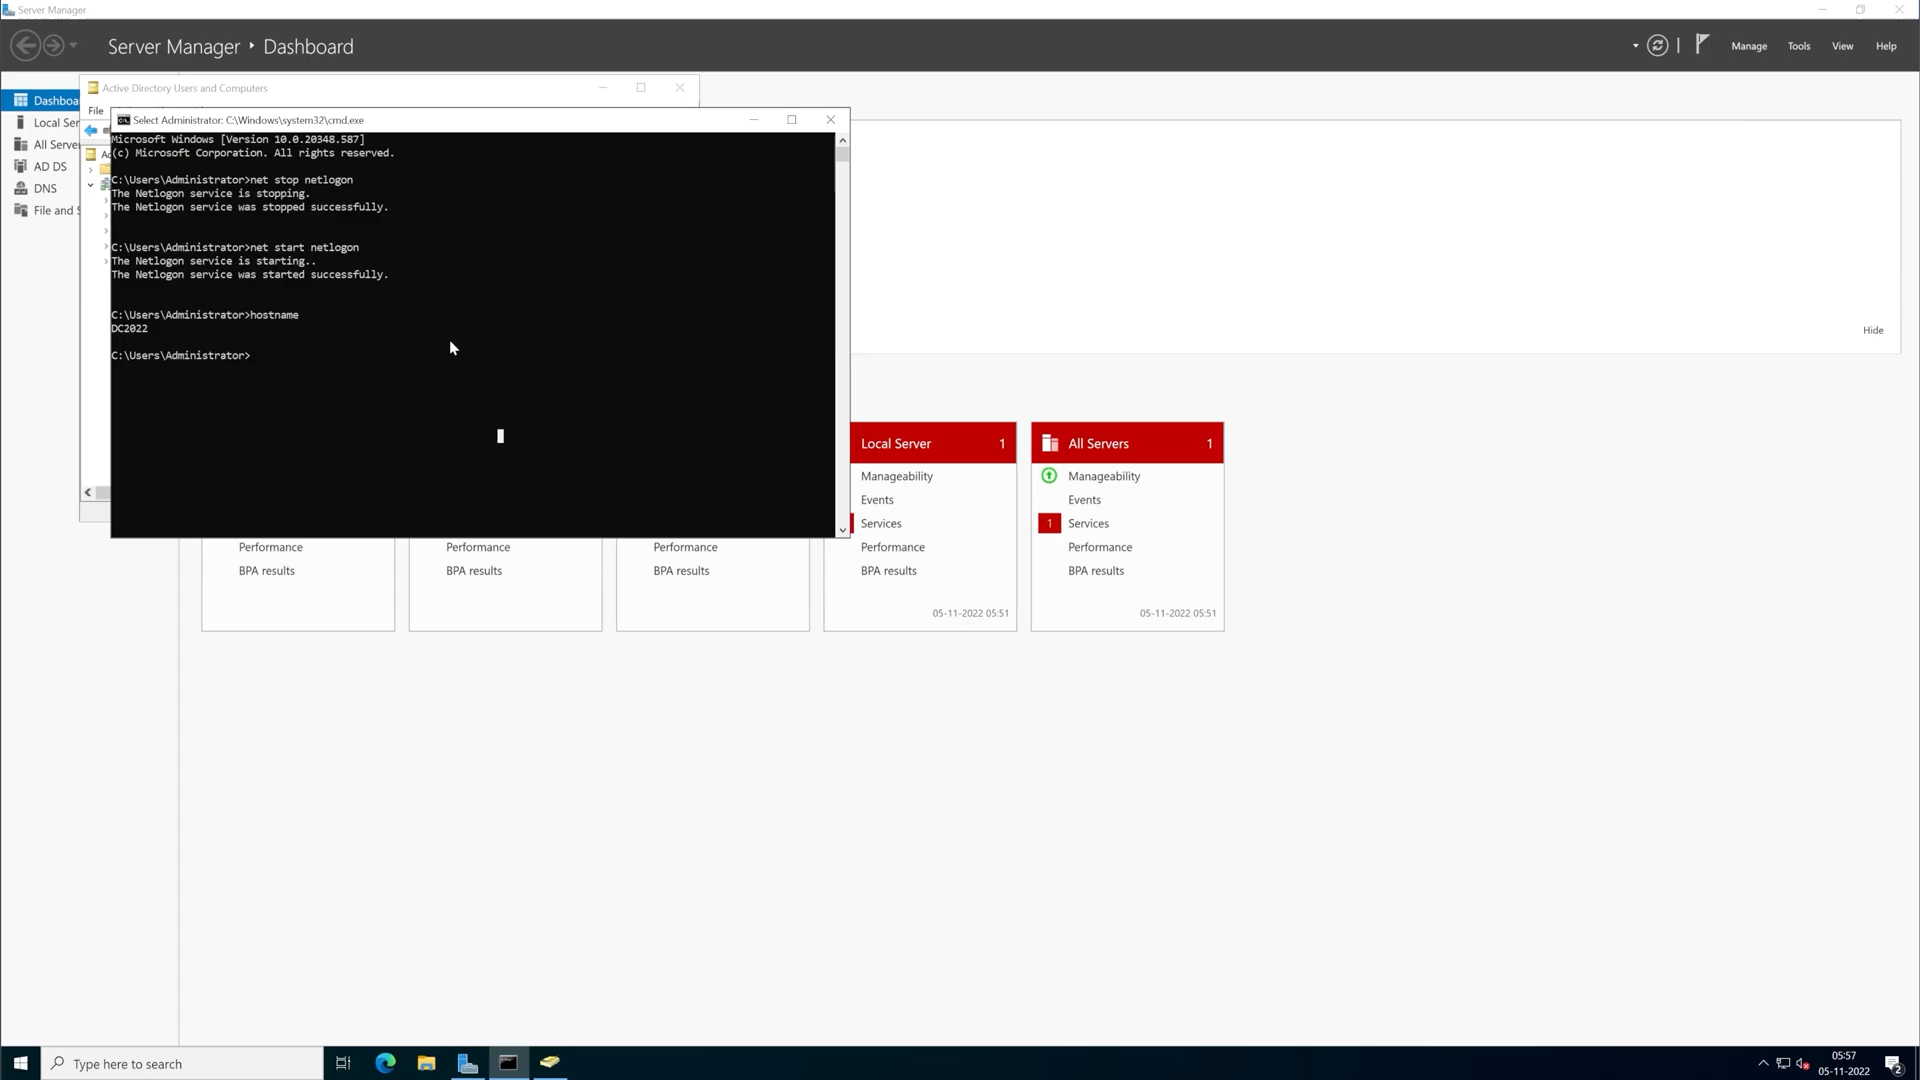 Server Manager
Server Manager • Dashboard
Manage
Tools
View
Help
Active Directory Users and Computers
Dashboa
File
Select Administrator: C:\Windows\system32\cmd.exe
Local Ser
All Serve
AD DS
DNS
File and S
Microsoft Windows [Version 10.0.20348.587]
(c) Microsoft Corporation. All rights reserved.
C:\Users\Administrator>net stop netlogon
The Netlogon service is stopping.
The Netlogon service was stopped successfully.
C:\Users\Administrator>net start netlogon
The Netlogon service is starting..
The Netlogon service was started successfully.
C:\Users\Administrator>hostname
DC2022
C:\Users\Administrator>
Hide
Local Server 1
Manageability
Events
Services
Performance
BPA results
05-11-2022 05:51
All Servers 1
Manageability
Events
1 Services
Performance
BPA results
05-11-2022 05:51
Performance
BPA results
Performance
BPA results
Performance
BPA results
Type here to search
05:57
05-11-2022
2